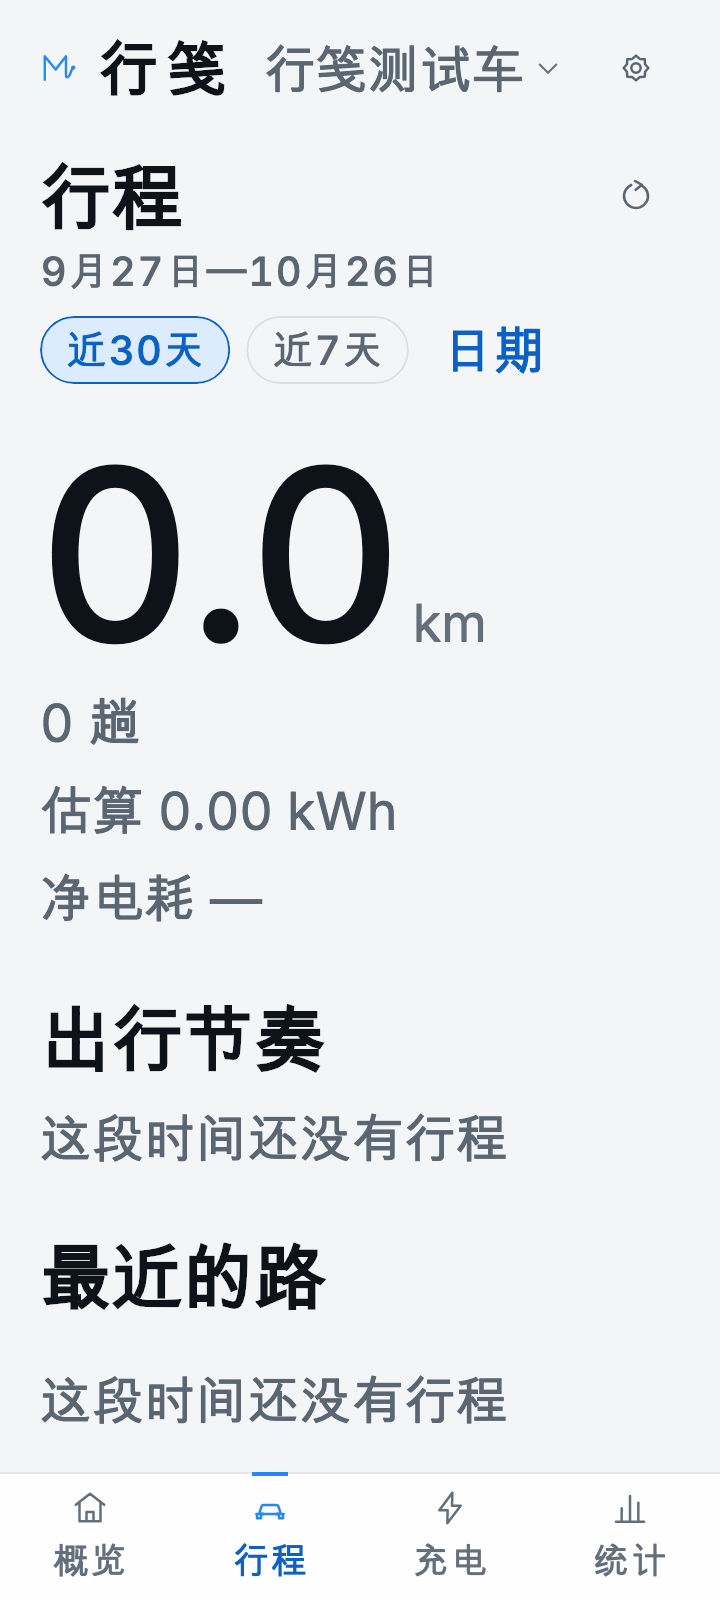 行笺 行笺测试车
行程
9月27日—10月26日
近30天 近7天 日期
0.0 km
0 趟
估算 0.00 kWh
净电耗 —
出行节奏
这段时间还没有行程
最近的路
这段时间还没有行程
概览 行程 充电 统计